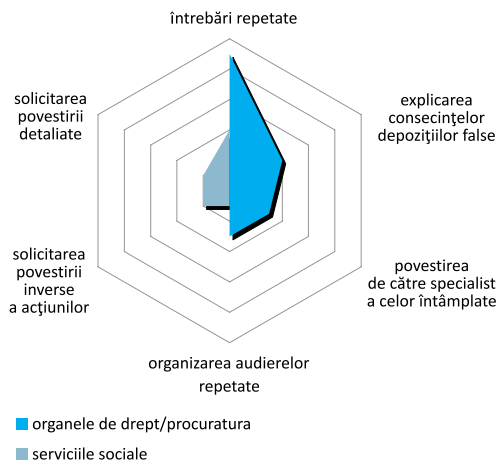 întrebări repetate
solicitarea
povestirii
detaliate
explicarea
consecinţelor
depoziţiilor false
solicitarea
povestirii
inverse
a acţiunilor
povestirea
de către specialist
a celor întâmplate
organizarea audierelor
repetate
organele de drept/procuratura
serviciile sociale